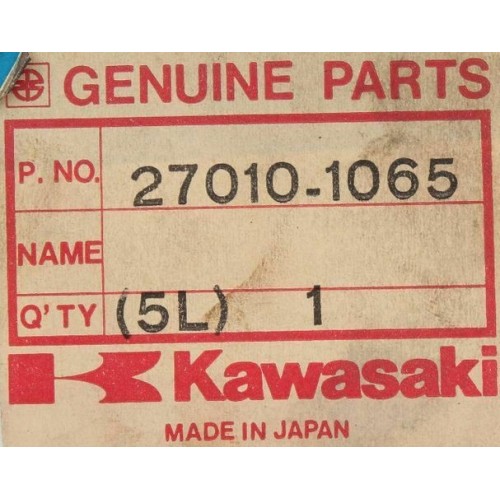 GENUINE PARTS
P. NO. 27010-1065
NAME
Q'TY (5L) 1
Kawasaki
MADE IN JAPAN